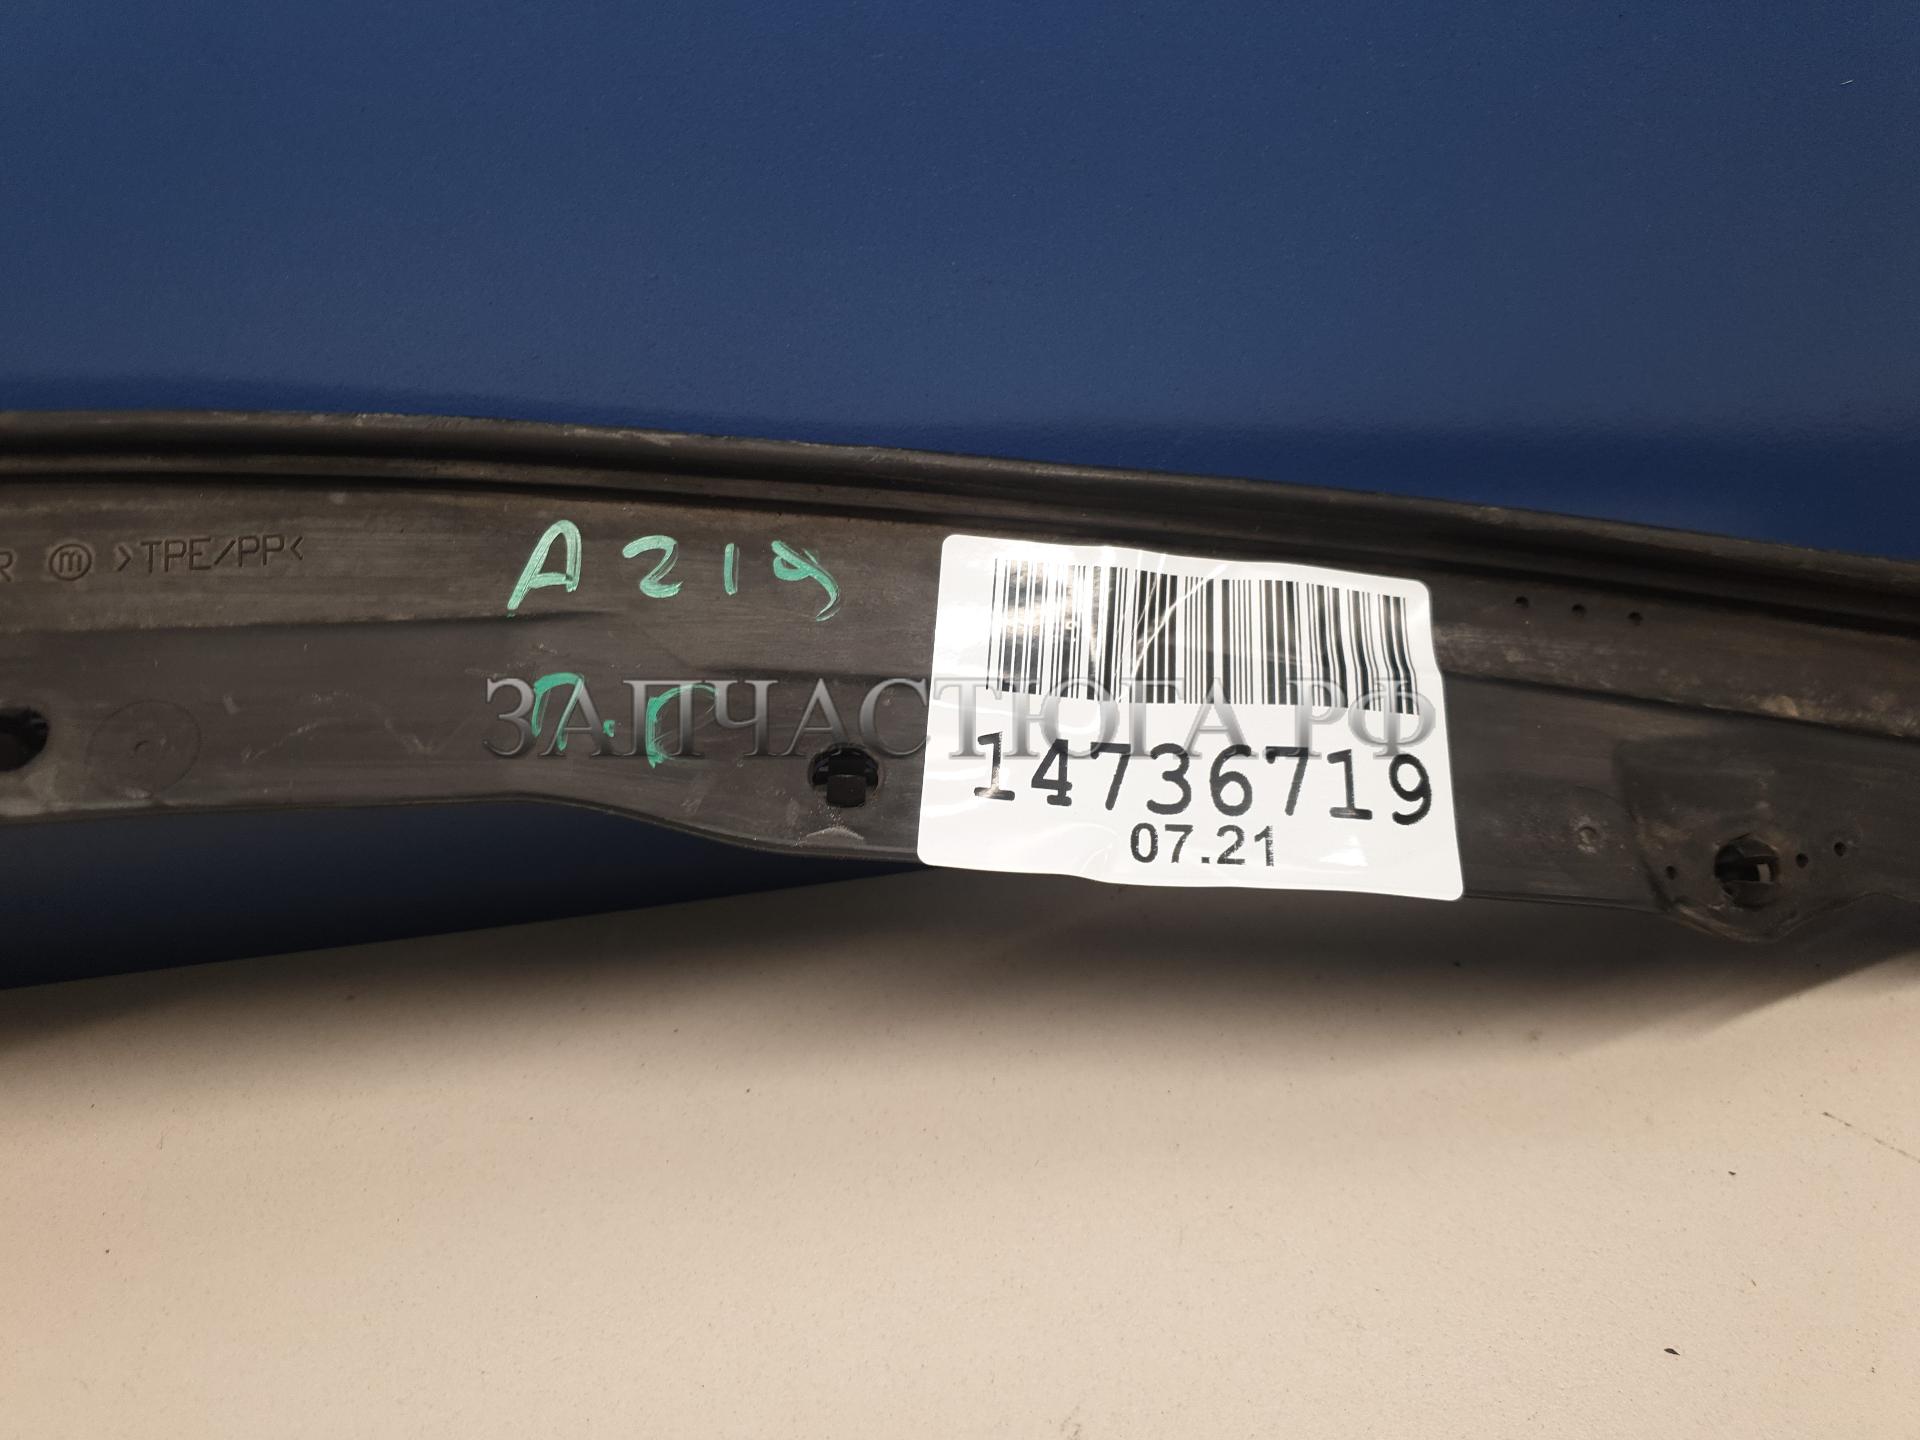 R m >TPE/PP<
A219
П.Г
ЗАПЧАСТЮГА.РФ
14736719
07.21